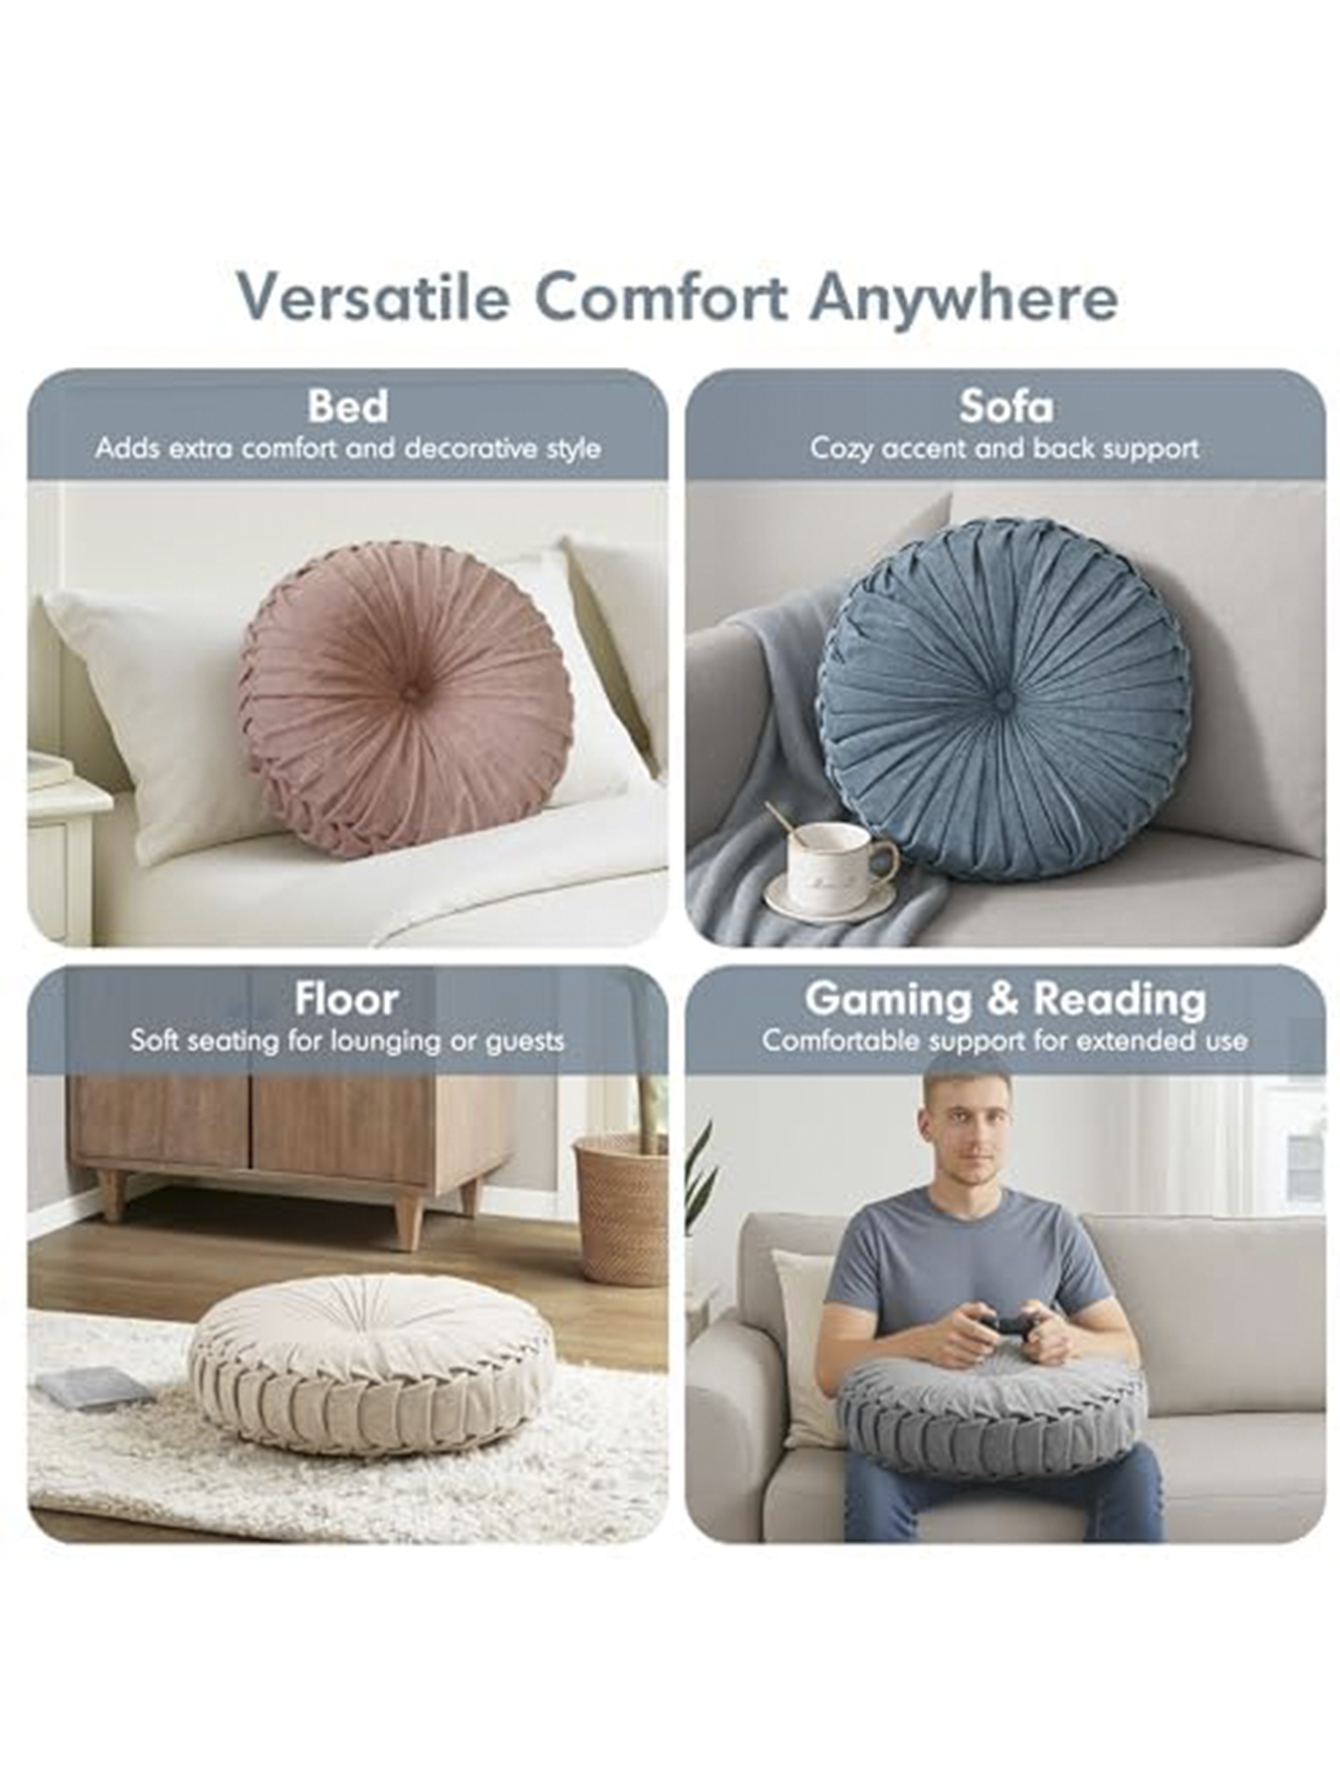 Versatile Comfort Anywhere
Bed
Adds extra comfort and decorative style
Sofa
Cozy accent and back support
Floor
Soft seating for lounging or guests
Gaming & Reading
Comfortable support for extended use